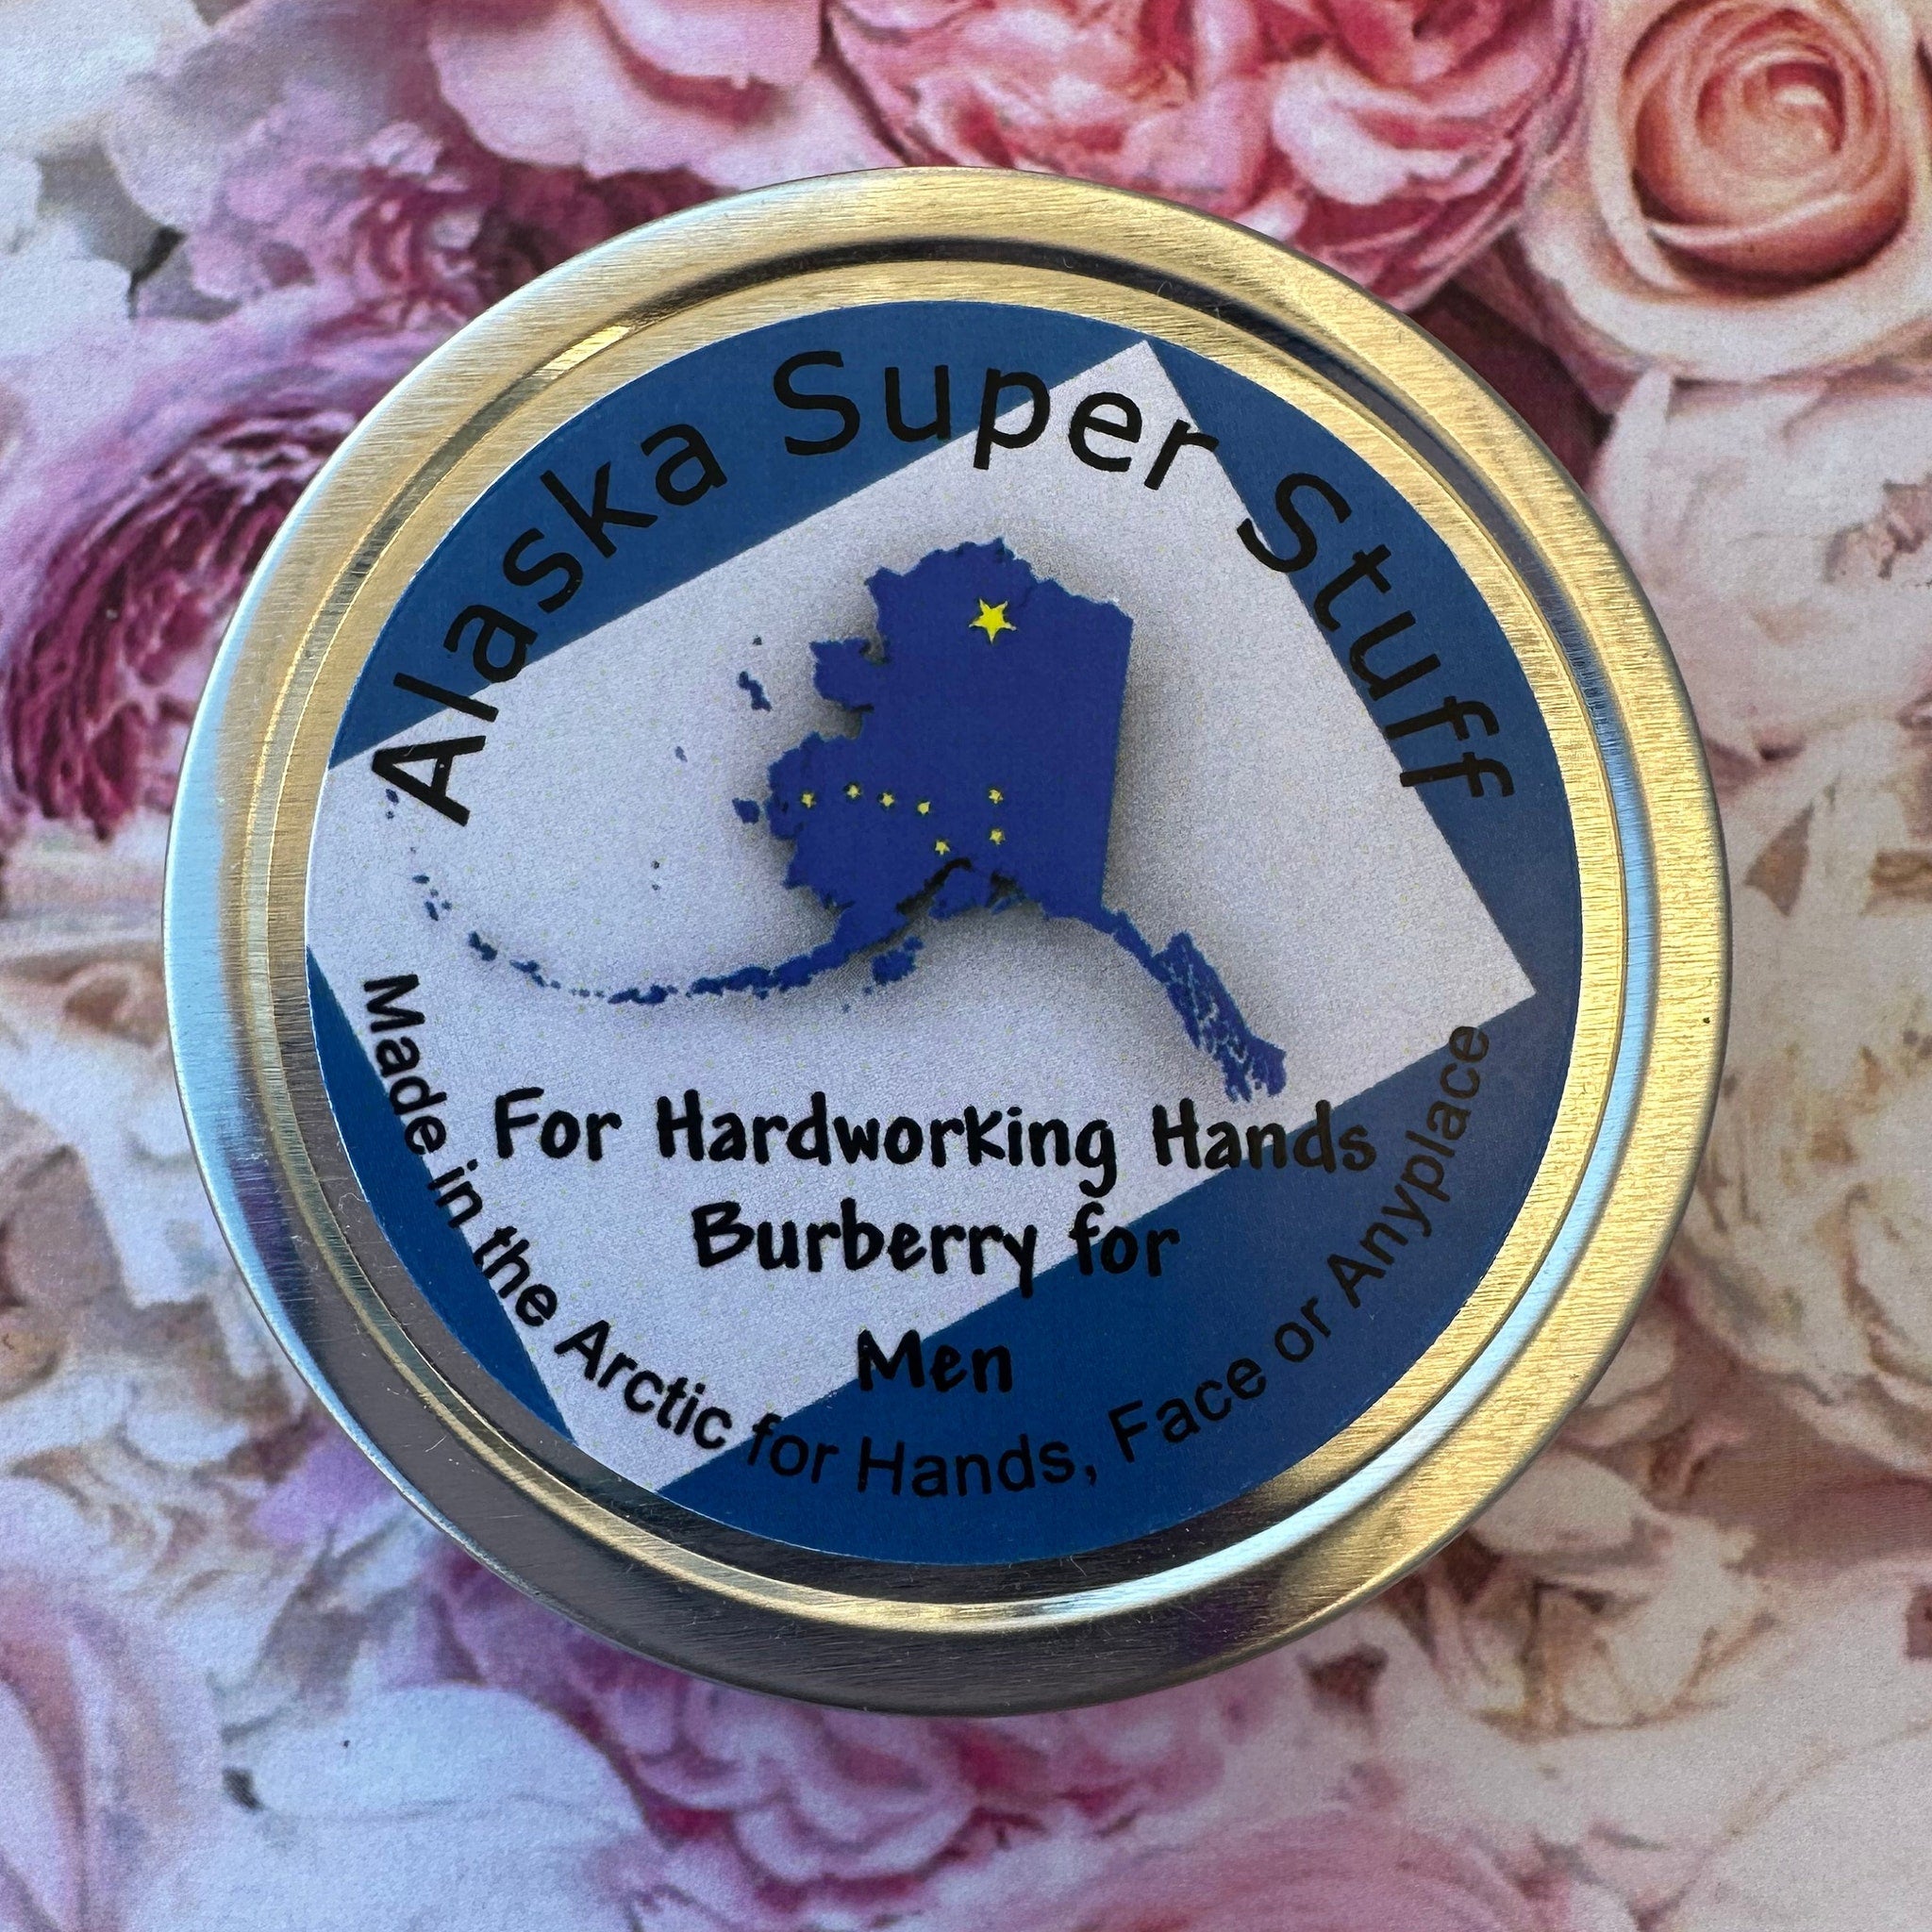 Alaska Super Stuff
For Hardworking Hands
Burberry for
Men
Made in the Arctic for Hands, Face or Anyplace